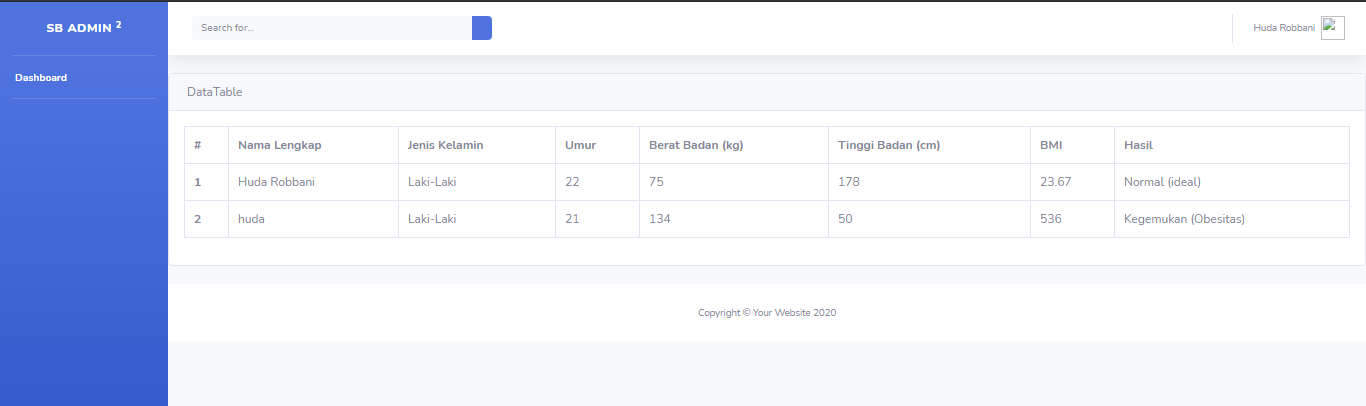 SB ADMIN 2
Search for...
Huda Robbani
Dashboard
DataTable
# Nama Lengkap Jenis Kelamin Umur Berat Badan (kg) Tinggi Badan (cm) BMI Hasil
1 Huda Robbani Laki-Laki 22 75 178 23.67 Normal (ideal)
2 huda Laki-Laki 21 134 50 536 Kegemukan (Obesitas)
Copyright © Your Website 2020